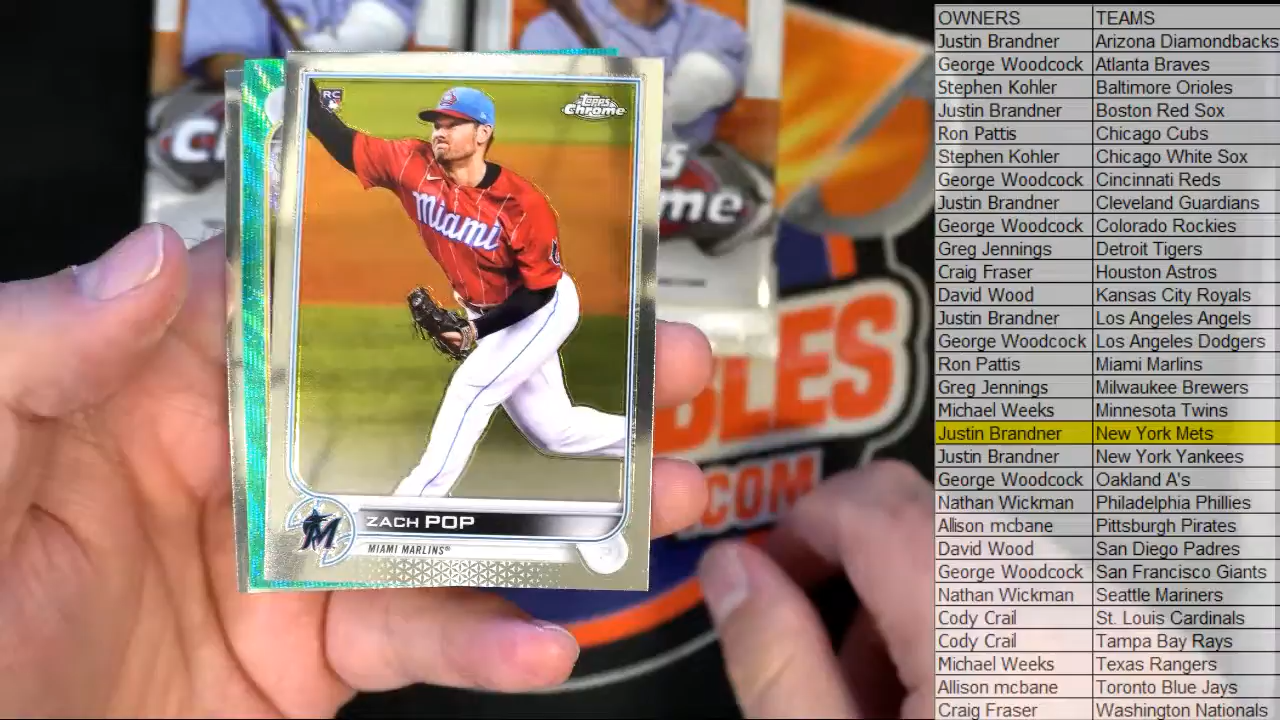 RC
Topps
Chrome
Miami
ZACH POP
MIAMI MARLINS®
BLES
.COM
OWNERS TEAMS
Justin Brandner Arizona Diamondbacks
George Woodcock Atlanta Braves
Stephen Kohler Baltimore Orioles
Justin Brandner Boston Red Sox
Ron Pattis Chicago Cubs
Stephen Kohler Chicago White Sox
George Woodcock Cincinnati Reds
Justin Brandner Cleveland Guardians
George Woodcock Colorado Rockies
Greg Jennings Detroit Tigers
Craig Fraser Houston Astros
David Wood Kansas City Royals
Justin Brandner Los Angeles Angels
George Woodcock Los Angeles Dodgers
Ron Pattis Miami Marlins
Greg Jennings Milwaukee Brewers
Michael Weeks Minnesota Twins
Justin Brandner New York Mets
Justin Brandner New York Yankees
George Woodcock Oakland A's
Nathan Wickman Philadelphia Phillies
Allison mcbane Pittsburgh Pirates
David Wood San Diego Padres
George Woodcock San Francisco Giants
Nathan Wickman Seattle Mariners
Cody Crail St. Louis Cardinals
Cody Crail Tampa Bay Rays
Michael Weeks Texas Rangers
Allison mcbane Toronto Blue Jays
Craig Fraser Washington Nationals